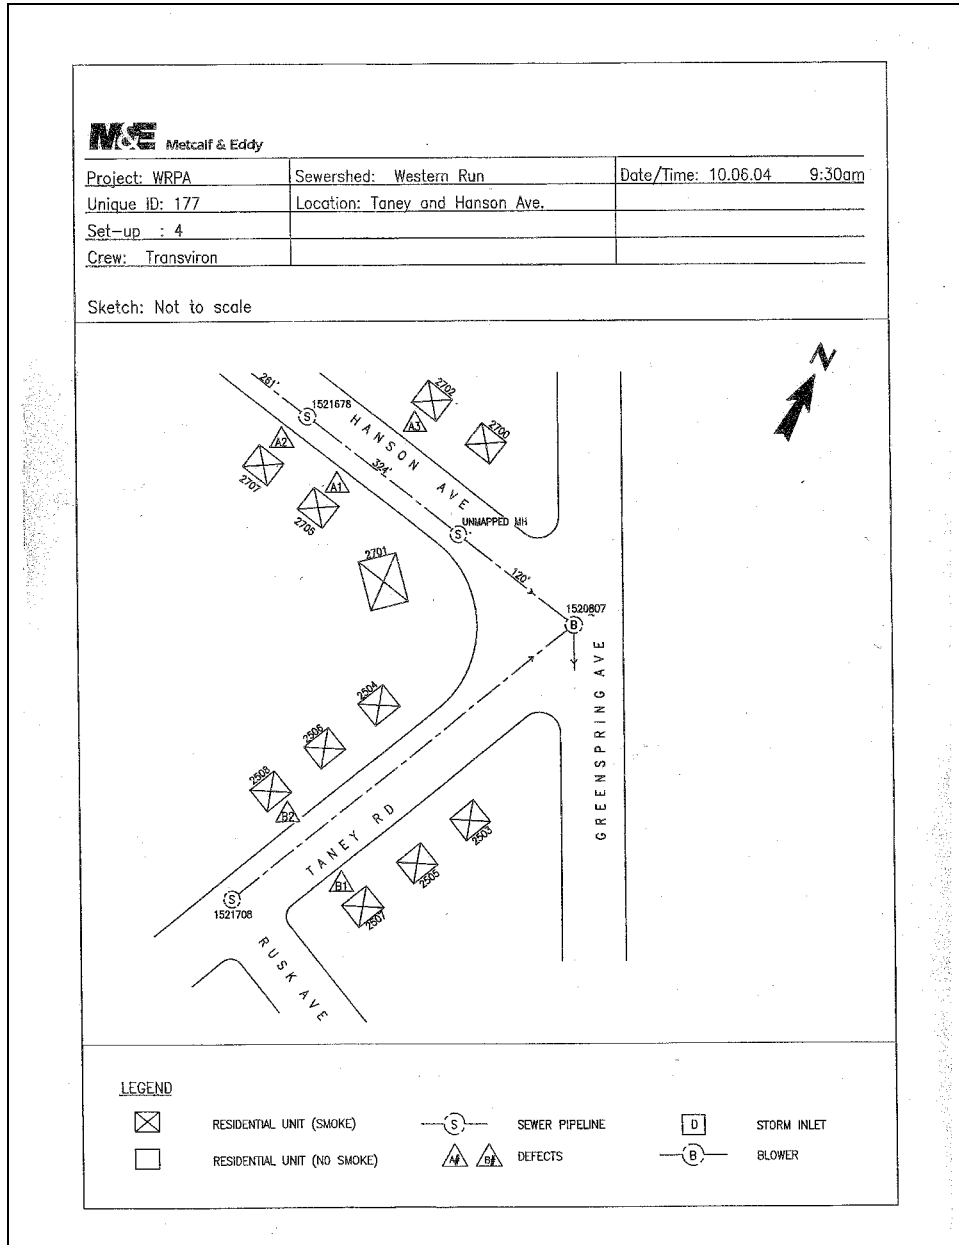 M&E Metcalf & Eddy
Project: WRPA Sewershed: Western Run Date/Time: 10.06.04 9:30am
Unique ID: 177 Location: Taney and Hanson Ave.
Set-up : 4
Crew: Transviron
Sketch: Not to scale
N
261'
1521678
2702
A3
2700
HANSON AVE
A2
2707
324'
A1
2705
UNMAPPED MH
S
S
2701
120'
1520807
B
GREENSPRING AVE
2504
2506
2508
B2
TANEY RD
2503
2505
B1
2507
S
1521708
RUSK AVE
LEGEND
RESIDENTIAL UNIT (SMOKE) S SEWER PIPELINE D STORM INLET
RESIDENTIAL UNIT (NO SMOKE) A# B# DEFECTS B BLOWER